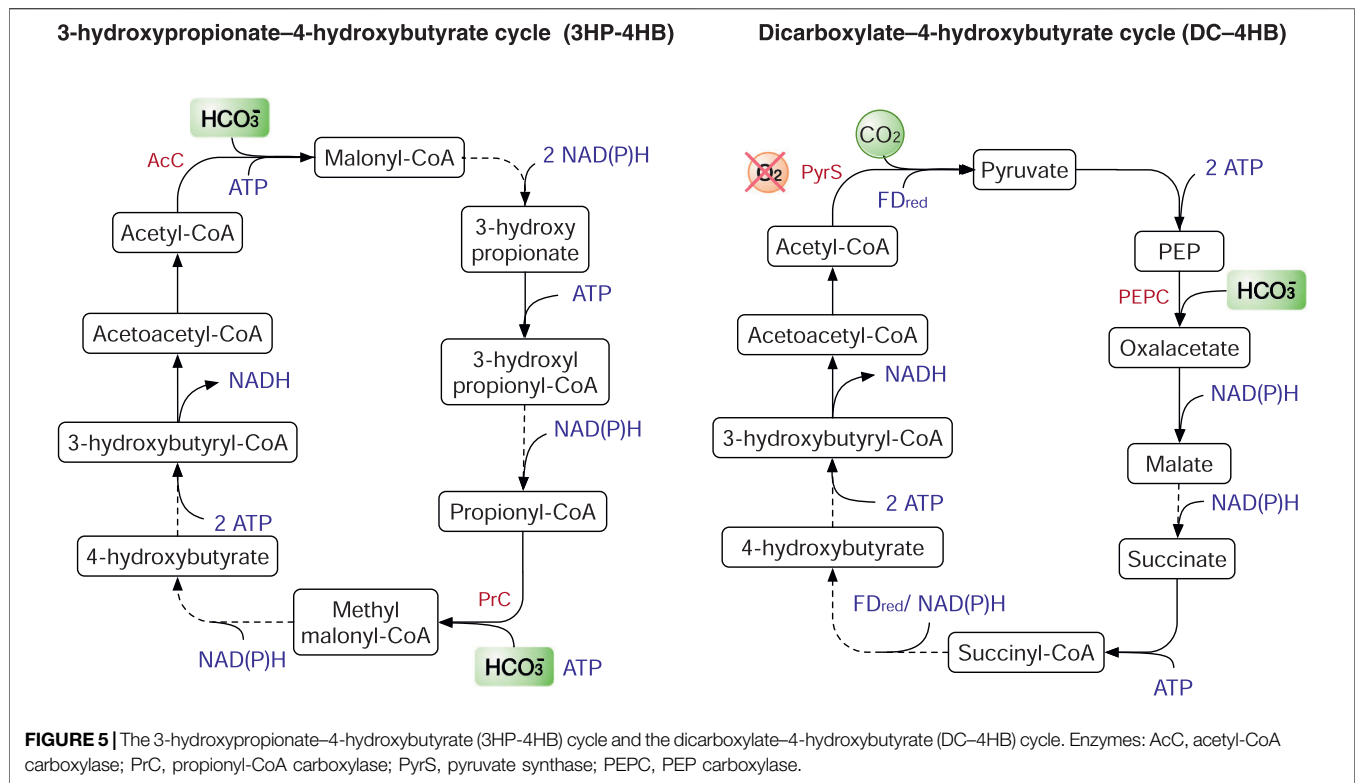 3-hydroxypropionate–4-hydroxybutyrate cycle (3HP-4HB)
HCO3̄
AcC
ATP
Malonyl-CoA
2 NAD(P)H
Acetyl-CoA
3-hydroxy
propionate
ATP
Acetoacetyl-CoA
3-hydroxyl
propionyl-CoA
NADH
NAD(P)H
3-hydroxybutyryl-CoA
Propionyl-CoA
2 ATP
4-hydroxybutyrate
PrC
Methyl
malonyl-CoA
NAD(P)H
HCO3̄
ATP
Dicarboxylate–4-hydroxybutyrate cycle (DC–4HB)
CO2
O2
PyrS
FDred
Pyruvate
2 ATP
Acetyl-CoA
PEP
PEPC
HCO3̄
Acetoacetyl-CoA
Oxalacetate
NADH
NAD(P)H
3-hydroxybutyryl-CoA
Malate
2 ATP
NAD(P)H
4-hydroxybutyrate
Succinate
FDred/ NAD(P)H
Succinyl-CoA
ATP
FIGURE 5 | The 3-hydroxypropionate–4-hydroxybutyrate (3HP-4HB) cycle and the dicarboxylate–4-hydroxybutyrate (DC–4HB) cycle. Enzymes: AcC, acetyl-CoA
carboxylase; PrC, propionyl-CoA carboxylase; PyrS, pyruvate synthase; PEPC, PEP carboxylase.